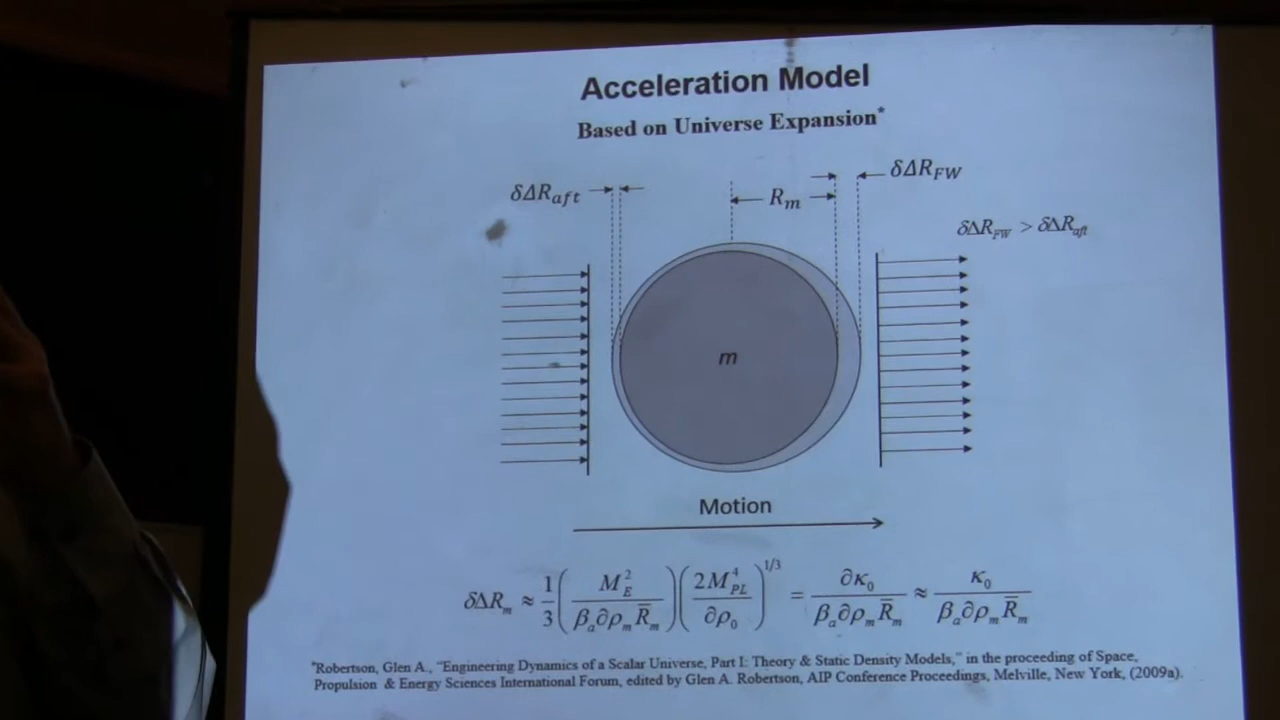 Acceleration Model
Based on Universe Expansion*
δΔR_aft
R_m
δΔR_FW
δΔR_FW > δΔR_aft
m
Motion
δΔR_m ≈ 1/3 (M_E^2 / β_a∂ρ_m R̅_m) (2M_PL^4 / ∂ρ_0)^1/3 = ∂κ_0 / β_a∂ρ_m R̅_m ≈ κ_0 / β_a∂ρ_m R̅_m
*Robertson, Glen A., "Engineering Dynamics of a Scalar Universe, Part I: Theory & Static Density Models," in the proceeding of Space,
Propulsion & Energy Sciences International Forum, edited by Glen A. Robertson, AIP Conference Proceedings, Melville, New York, (2009a).